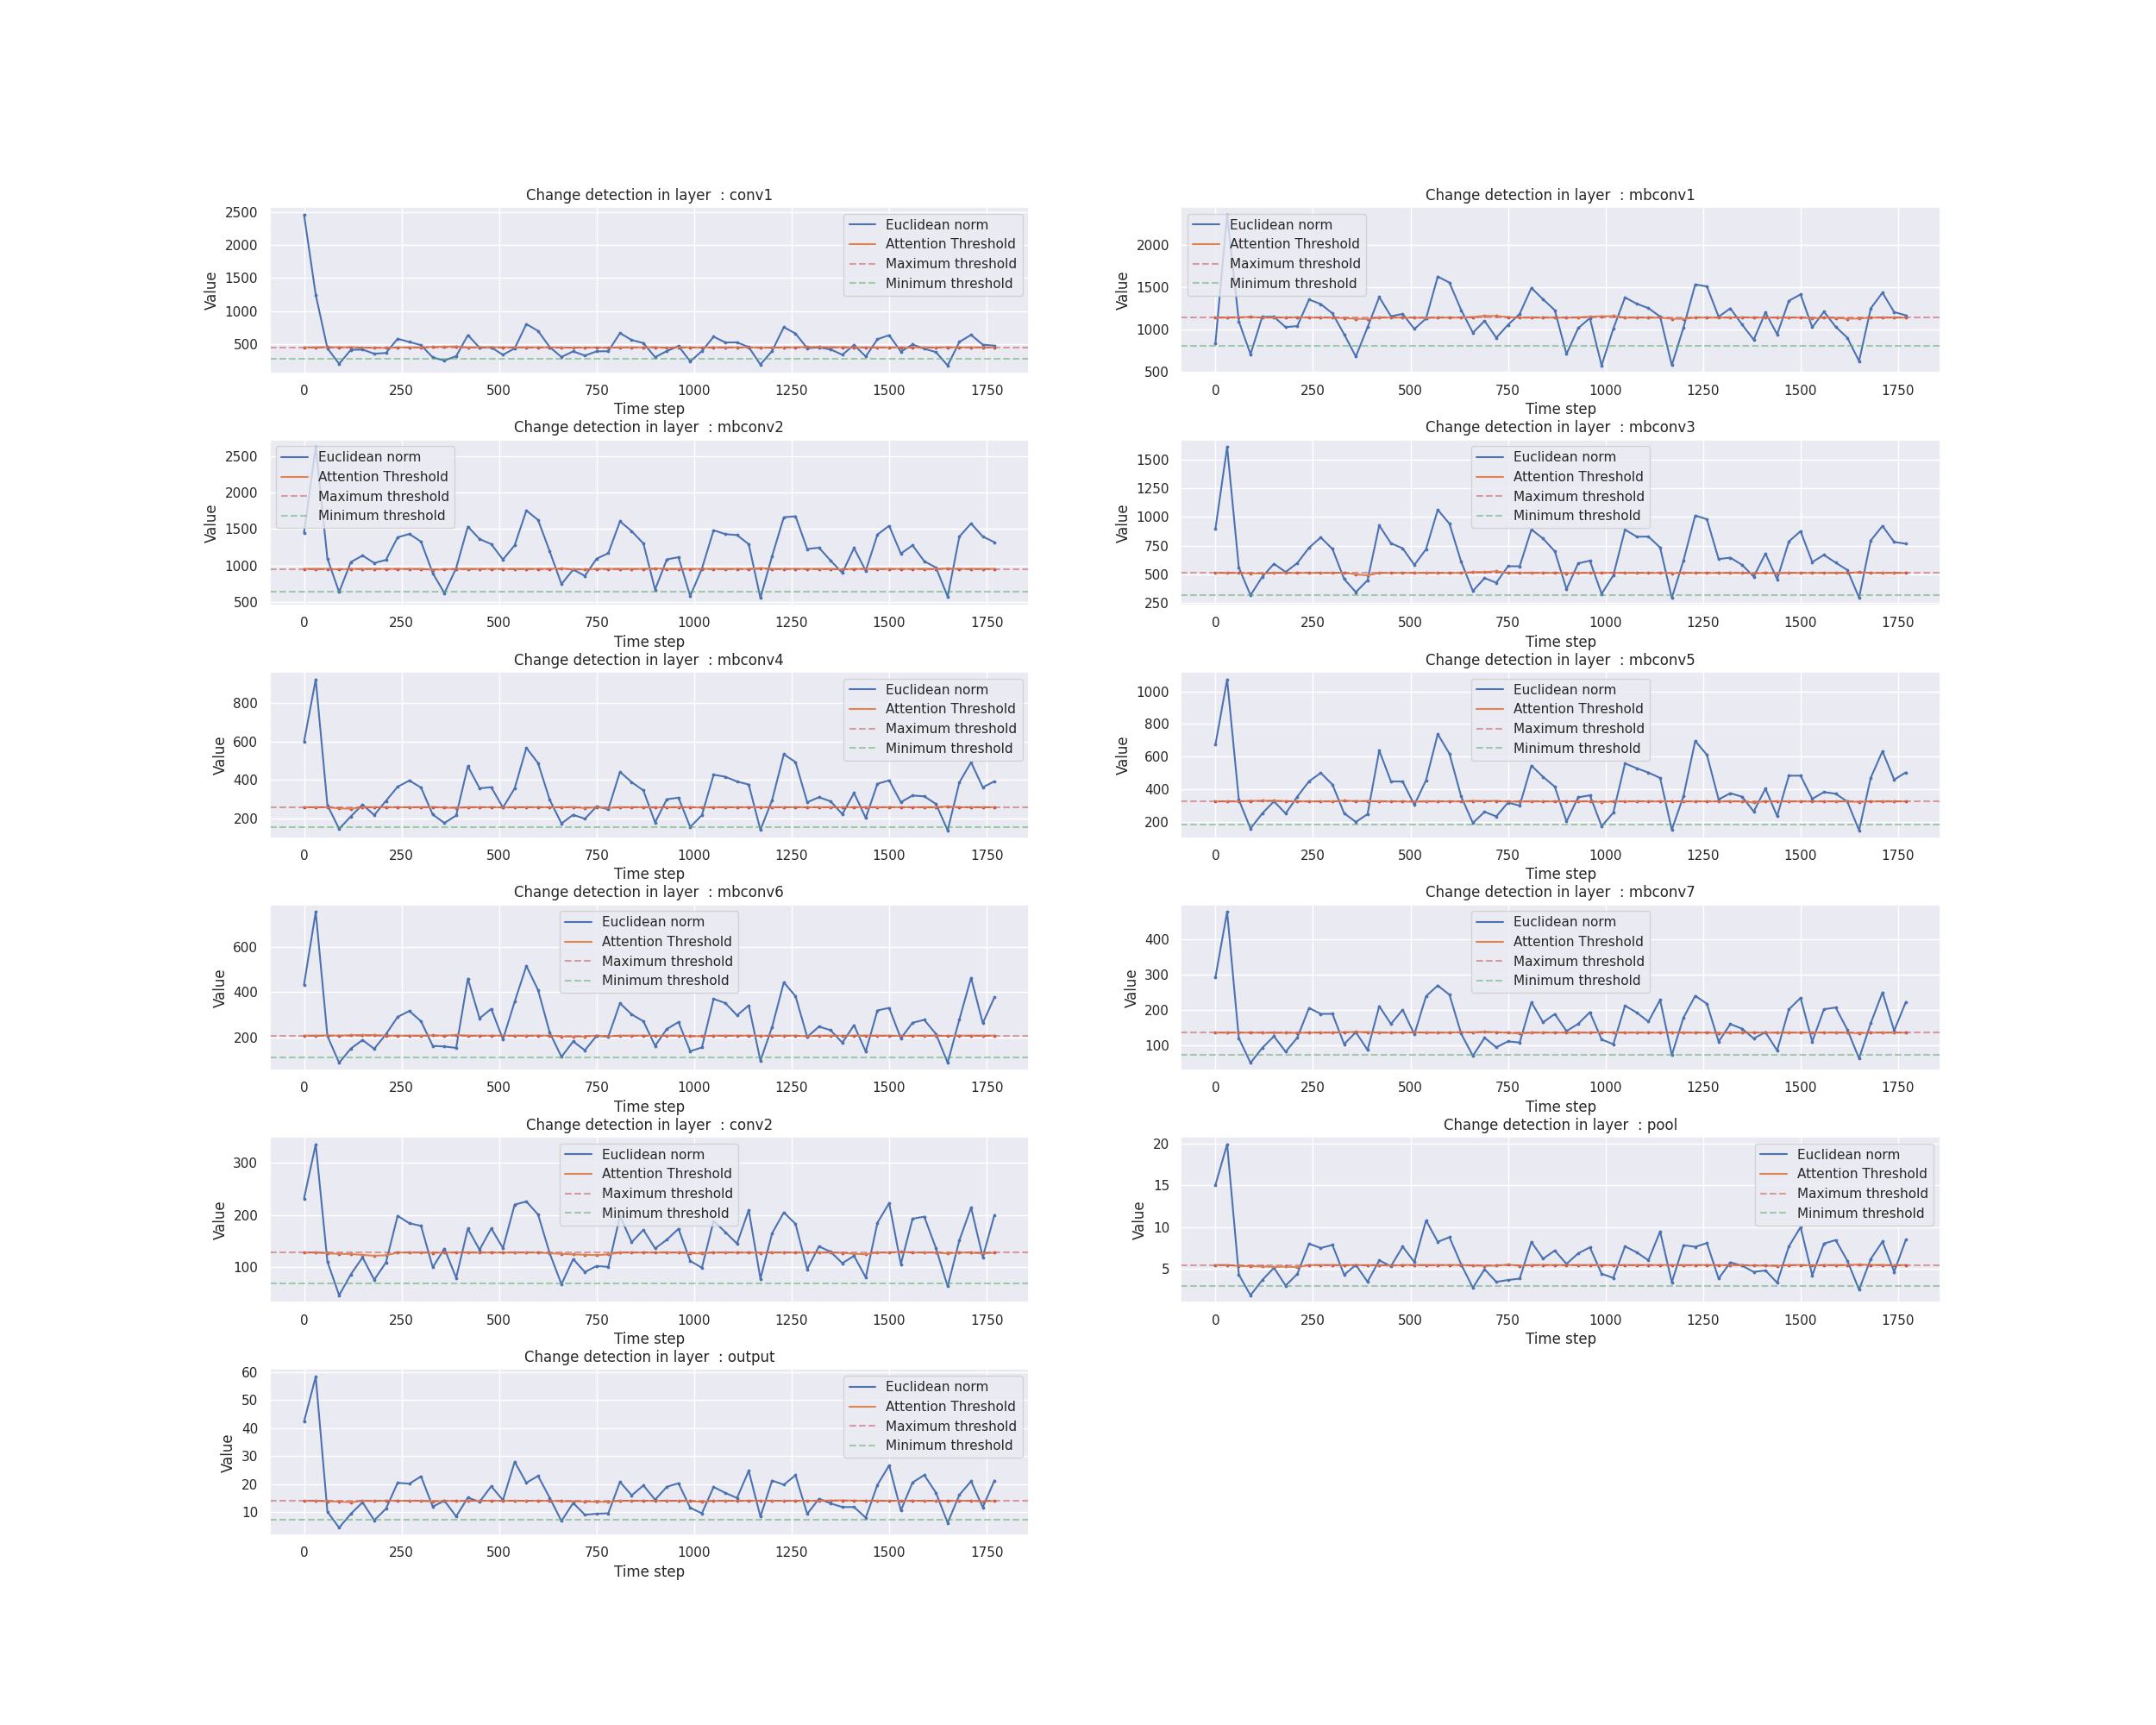 Change detection in layer : conv1
Value
2500
2000
1500
1000
500
Euclidean norm
Attention Threshold
Maximum threshold
Minimum threshold
0 250 500 750 1000 1250 1500 1750
Time step
Change detection in layer : mbconv1
Value
2000
1500
1000
500
Euclidean norm
Attention Threshold
Maximum threshold
Minimum threshold
0 250 500 750 1000 1250 1500 1750
Time step
Change detection in layer : mbconv2
Value
2500
2000
1500
1000
500
Euclidean norm
Attention Threshold
Maximum threshold
Minimum threshold
0 250 500 750 1000 1250 1500 1750
Time step
Change detection in layer : mbconv3
Value
1500
1250
1000
750
500
250
Euclidean norm
Attention Threshold
Maximum threshold
Minimum threshold
0 250 500 750 1000 1250 1500 1750
Time step
Change detection in layer : mbconv4
Value
800
600
400
200
Euclidean norm
Attention Threshold
Maximum threshold
Minimum threshold
0 250 500 750 1000 1250 1500 1750
Time step
Change detection in layer : mbconv5
Value
1000
800
600
400
200
Euclidean norm
Attention Threshold
Maximum threshold
Minimum threshold
0 250 500 750 1000 1250 1500 1750
Time step
Change detection in layer : mbconv6
Value
600
400
200
Euclidean norm
Attention Threshold
Maximum threshold
Minimum threshold
0 250 500 750 1000 1250 1500 1750
Time step
Change detection in layer : mbconv7
Value
400
300
200
100
Euclidean norm
Attention Threshold
Maximum threshold
Minimum threshold
0 250 500 750 1000 1250 1500 1750
Time step
Change detection in layer : conv2
Value
300
200
100
Euclidean norm
Attention Threshold
Maximum threshold
Minimum threshold
0 250 500 750 1000 1250 1500 1750
Time step
Change detection in layer : pool
Value
20
15
10
5
Euclidean norm
Attention Threshold
Maximum threshold
Minimum threshold
0 250 500 750 1000 1250 1500 1750
Time step
Change detection in layer : output
Value
60
50
40
30
20
10
Euclidean norm
Attention Threshold
Maximum threshold
Minimum threshold
0 250 500 750 1000 1250 1500 1750
Time step